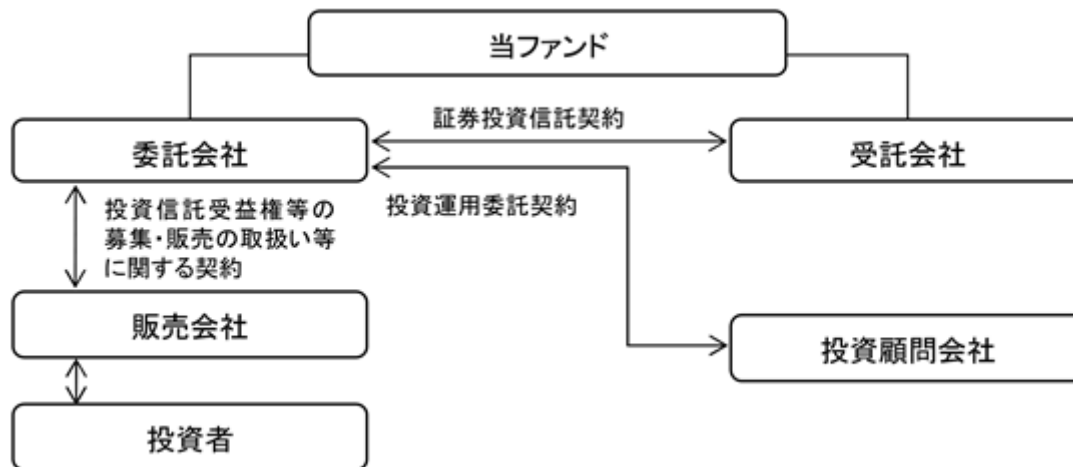 当ファンド
証券投資信託契約
委託会社
受託会社
投資運用委託契約
投資信託受益権等の
募集・販売の取扱い等
に関する契約
販売会社
投資顧問会社
投資者